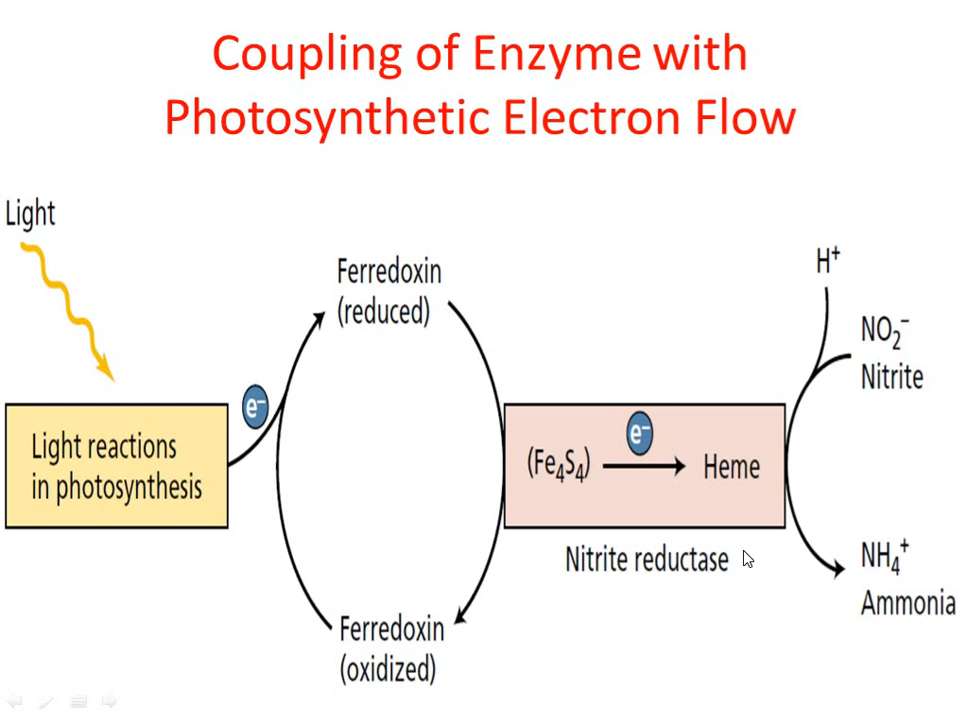 Coupling of Enzyme with
Photosynthetic Electron Flow
Light
H⁺
Ferredoxin
(reduced)
NO₂⁻
Nitrite
e⁻
e⁻
Light reactions
in photosynthesis
(Fe₄S₄)
Heme
Nitrite reductase
NH₄⁺
Ammonia
Ferredoxin
(oxidized)